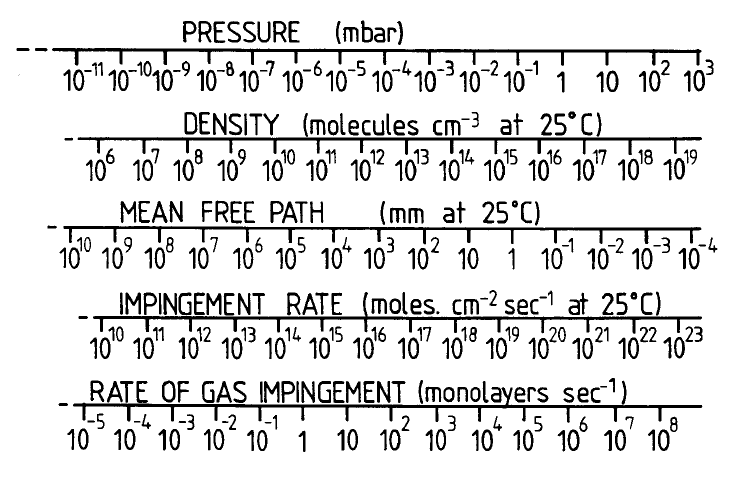 PRESSURE (mbar)
10⁻¹¹ 10⁻¹⁰ 10⁻⁹ 10⁻⁸ 10⁻⁷ 10⁻⁶ 10⁻⁵ 10⁻⁴ 10⁻³ 10⁻² 10⁻¹ 1 10 10² 10³
DENSITY (molecules cm⁻³ at 25°C)
10⁶ 10⁷ 10⁸ 10⁹ 10¹⁰ 10¹¹ 10¹² 10¹³ 10¹⁴ 10¹⁵ 10¹⁶ 10¹⁷ 10¹⁸ 10¹⁹
MEAN FREE PATH (mm at 25°C)
10¹⁰ 10⁹ 10⁸ 10⁷ 10⁶ 10⁵ 10⁴ 10³ 10² 10 1 10⁻¹ 10⁻² 10⁻³ 10⁻⁴
IMPINGEMENT RATE (moles. cm⁻² sec⁻¹ at 25°C)
10¹⁰ 10¹¹ 10¹² 10¹³ 10¹⁴ 10¹⁵ 10¹⁶ 10¹⁷ 10¹⁸ 10¹⁹ 10²⁰ 10²¹ 10²² 10²³
RATE OF GAS IMPINGEMENT (monolayers sec⁻¹)
10⁻⁵ 10⁻⁴ 10⁻³ 10⁻² 10⁻¹ 1 10 10² 10³ 10⁴ 10⁵ 10⁶ 10⁷ 10⁸